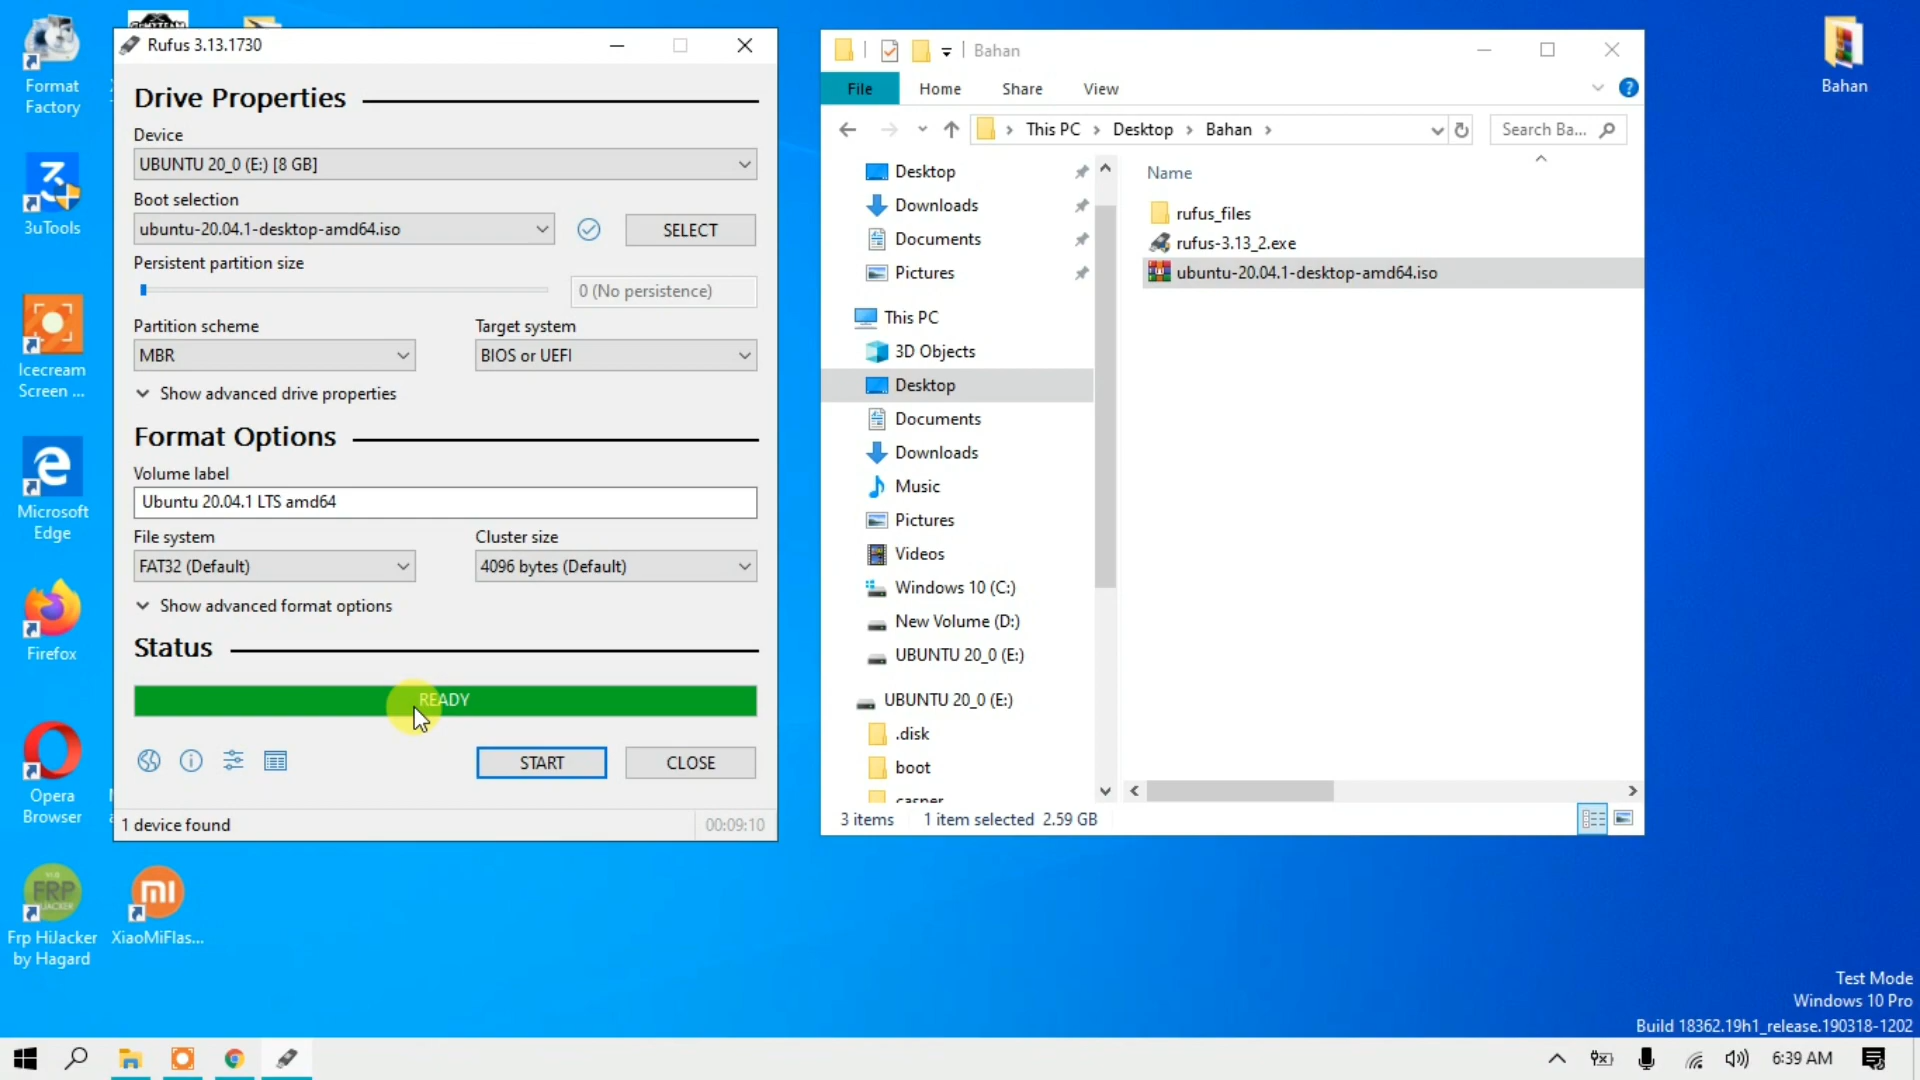 Format
Factory
3uTools
Icecream
Screen ...
Microsoft
Edge
Firefox
Opera
Browser
FRP
Frp HiJacker
by Hagard
XiaoMiFlas...
Rufus 3.13.1730
Drive Properties
Device
UBUNTU 20_0 (E:) [8 GB]
Boot selection
ubuntu-20.04.1-desktop-amd64.iso
SELECT
Persistent partition size
0 (No persistence)
Partition scheme
Target system
MBR
BIOS or UEFI
Show advanced drive properties
Format Options
Volume label
Ubuntu 20.04.1 LTS amd64
File system
Cluster size
FAT32 (Default)
4096 bytes (Default)
Show advanced format options
Status
READY
START
CLOSE
1 device found
00:09:10
Bahan
File
Home
Share
View
This PC
Desktop
Bahan
Search Ba...
Desktop
Downloads
Documents
Pictures
This PC
3D Objects
Desktop
Documents
Downloads
Music
Pictures
Videos
Windows 10 (C:)
New Volume (D:)
UBUNTU 20_0 (E:)
UBUNTU 20_0 (E:)
.disk
boot
casper
Name
rufus_files
rufus-3.13_2.exe
ubuntu-20.04.1-desktop-amd64.iso
3 items
1 item selected 2.59 GB
Bahan
Test Mode
Windows 10 Pro
Build 18362.19h1_release.190318-1202
6:39 AM